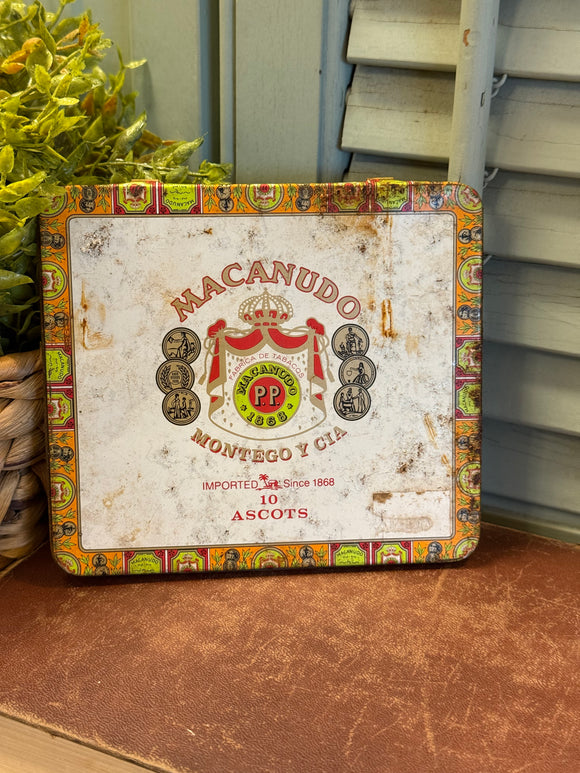 MACANUDO
FABRICA DE TABACOS
MACANUDO
P.P.
1868
MONTEGO Y CIA
IMPORTED Since 1868
10
ASCOTS